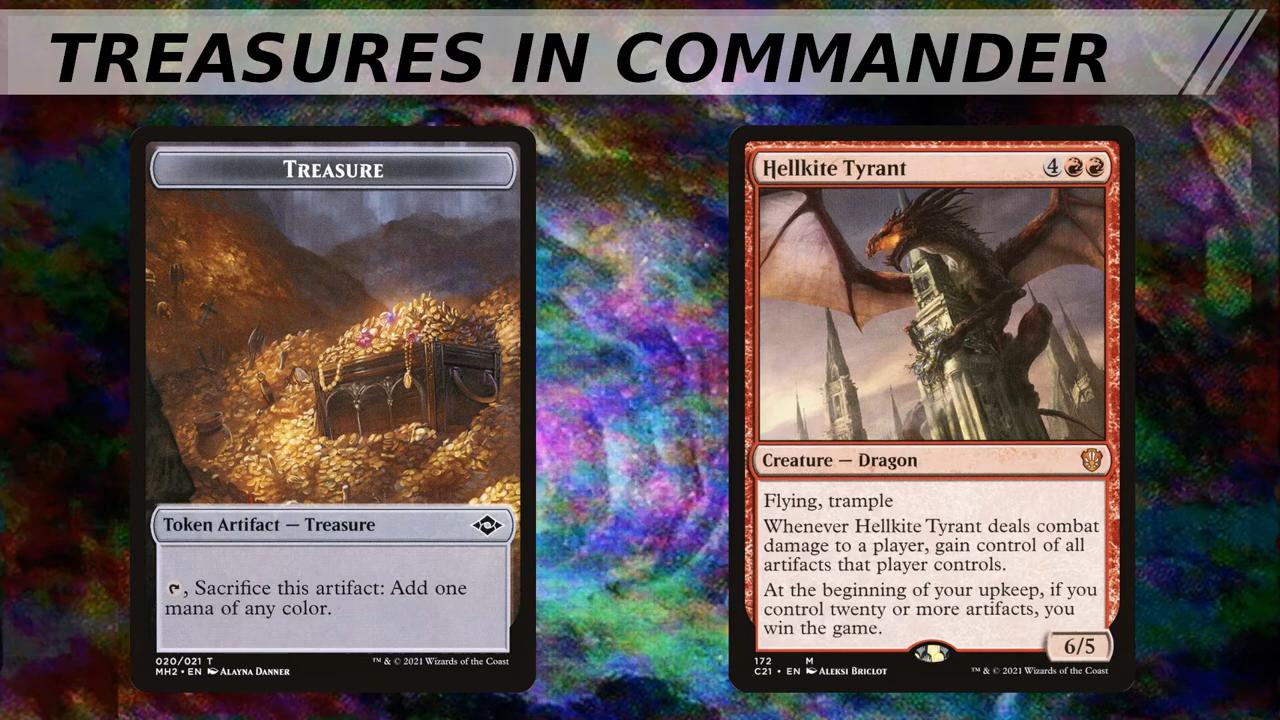 TREASURES IN COMMANDER
TREASURE
Token Artifact — Treasure
, Sacrifice this artifact: Add one
mana of any color.
020/021 T
MH2 • EN ALAYNA DANNER
™ & © 2021 Wizards of the Coast
Hellkite Tyrant
4
Creature — Dragon
Flying, trample
Whenever Hellkite Tyrant deals combat
damage to a player, gain control of all
artifacts that player controls.
At the beginning of your upkeep, if you
control twenty or more artifacts, you
win the game.
6/5
172 M
C21 • EN ALEKSI BRICLOT
™ & © 2021 Wizards of the Coast